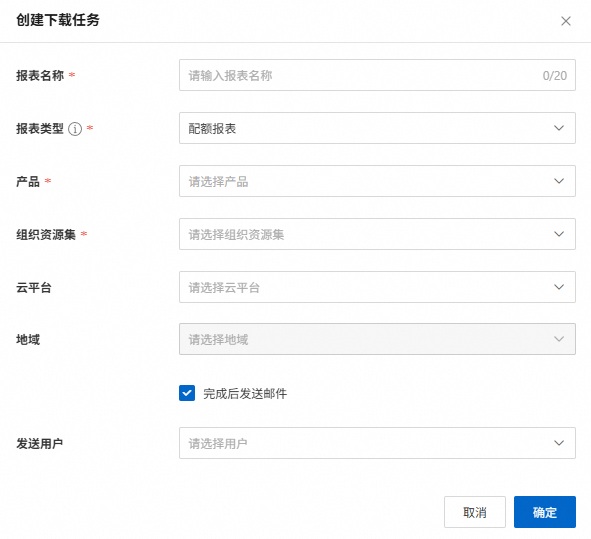 创建下载任务
报表名称 *
请输入报表名称 0/20
报表类型 *
配额报表
产品 *
请选择产品
组织资源集 *
请选择组织资源集
云平台
请选择云平台
地域
请选择地域
完成后发送邮件
发送用户
请选择用户
取消 确定